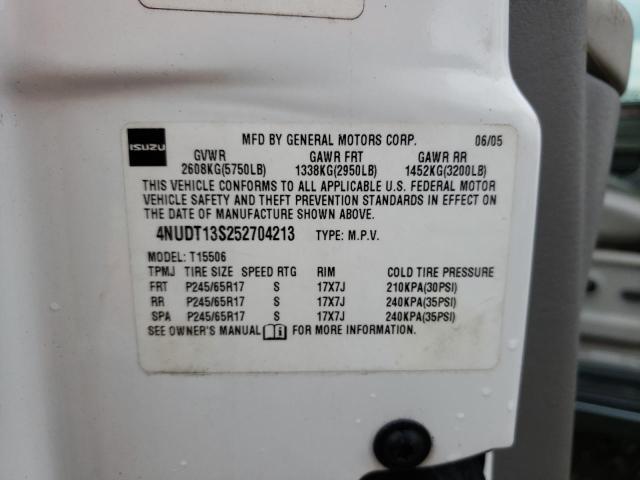 ISUZU MFD BY GENERAL MOTORS CORP. 06/05
GVWR GAWR FRT GAWR RR
2608KG(5750LB) 1338KG(2950LB) 1452KG(3200LB)
THIS VEHICLE CONFORMS TO ALL APPLICABLE U.S. FEDERAL MOTOR
VEHICLE SAFETY AND THEFT PREVENTION STANDARDS IN EFFECT ON
THE DATE OF MANUFACTURE SHOWN ABOVE.
4NUDT13S252704213 TYPE: M.P.V.
MODEL: T15506
TPMJ TIRE SIZE SPEED RTG RIM COLD TIRE PRESSURE
FRT P245/65R17 S 17X7J 210KPA(30PSI)
RR P245/65R17 S 17X7J 240KPA(35PSI)
SPA P245/65R17 S 17X7J 240KPA(35PSI)
SEE OWNER'S MANUAL FOR MORE INFORMATION.